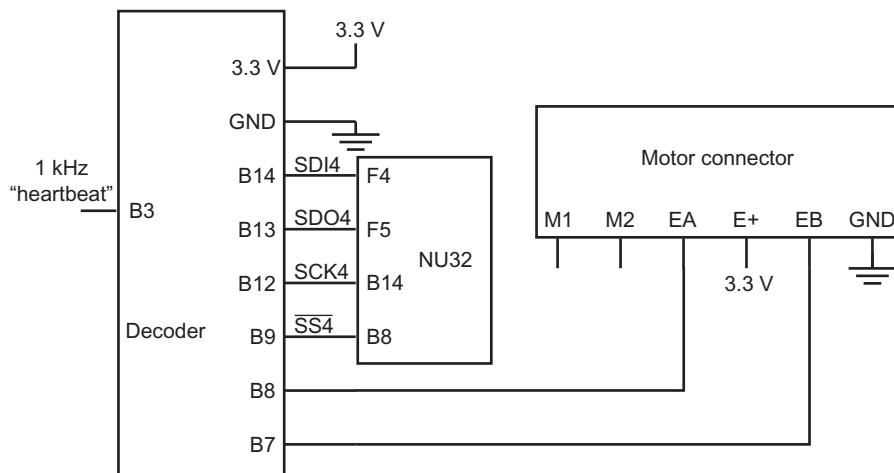 3.3 V
3.3 V
GND
1 kHz
“heartbeat”
B3
B14
SDI4
F4
B13
SDO4
F5
NU32
B12
SCK4
B14
Decoder
B9
SS4
B8
B8
B7
Motor connector
M1
M2
EA
E+
EB
GND
3.3 V